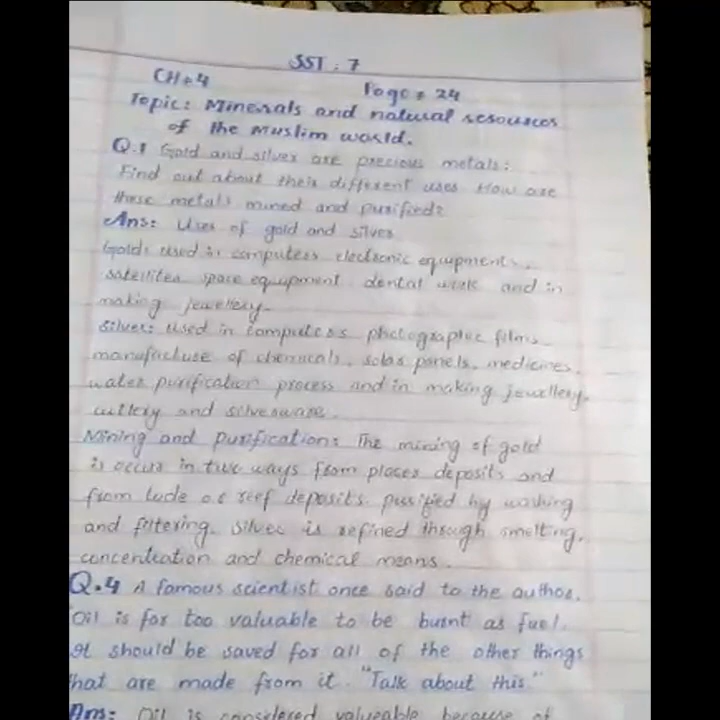 SST : 7
CH # 4 Page # 24
Topic: Minerals and natural resources
of the Muslim world.
Q.1 Gold and silver are precious metals:
Find out about their different uses How are
these metals mined and purified?
Ans: Uses of gold and silver
Gold: used in computers electronic equipments,
satellites space equipment dental work and in
making jewellery.
Silver: used in computers photographic films
manufacture of chemicals, solar panels, medicines,
water purification process and in making jewellery,
cutlery and silverware.
Mining and purification: The mining of gold
is occurs in two ways from placer deposits and
from lode or reef deposits purified by washing
and filtering. Silver is refined through smelting,
concentration and chemical means.
Q.4 A famous scientist once said to the author,
"Oil is far too valuable to be burnt as fuel.
It should be saved for all of the other things
that are made from it. "Talk about this."
Ans: Oil is considered valueable because of